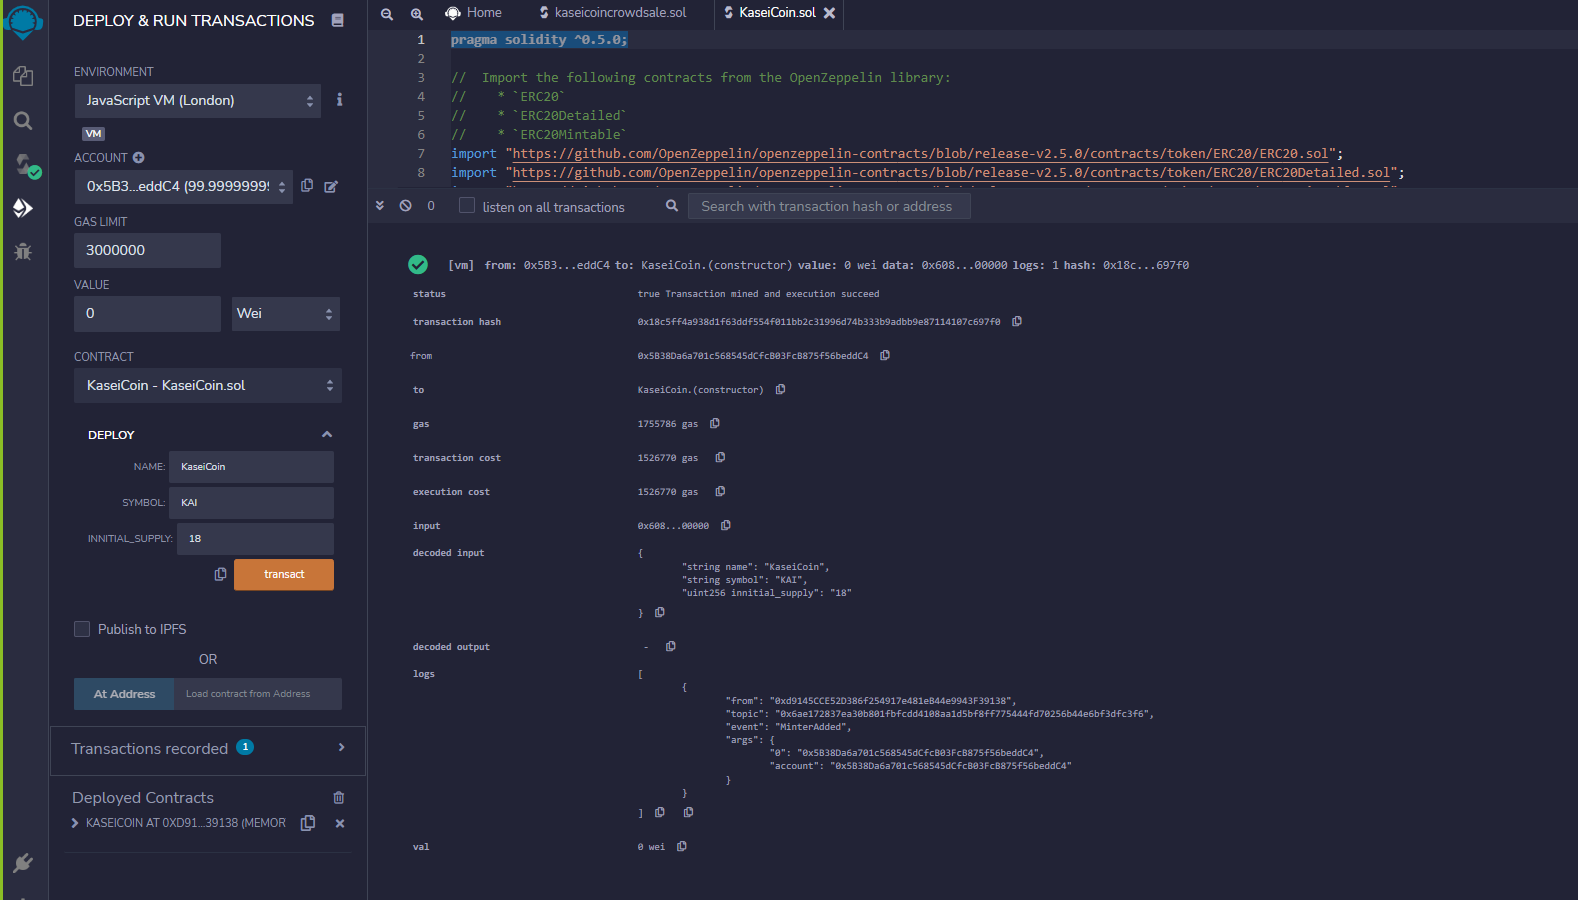 DEPLOY & RUN TRANSACTIONS
ENVIRONMENT
JavaScript VM (London)
VM
ACCOUNT
0x5B3...eddC4 (99.99999999
GAS LIMIT
3000000
VALUE
0
Wei
CONTRACT
KaseiCoin - KaseiCoin.sol
DEPLOY
NAME: KaseiCoin
SYMBOL: KAI
INNITIAL_SUPPLY: 18
transact
Publish to IPFS
OR
At Address Load contract from Address
Transactions recorded 1
Deployed Contracts
KASEICOIN AT 0XD91...39138 (MEMOR
Home kaseicoincrowdsale.sol KaseiCoin.sol
1 pragma solidity ^0.5.0;
2
3 //  Import the following contracts from the OpenZeppelin library:
4 //    * `ERC20`
5 //    * `ERC20Detailed`
6 //    * `ERC20Mintable`
7 import "https://github.com/OpenZeppelin/openzeppelin-contracts/blob/release-v2.5.0/contracts/token/ERC20/ERC20.sol";
8 import "https://github.com/OpenZeppelin/openzeppelin-contracts/blob/release-v2.5.0/contracts/token/ERC20/ERC20Detailed.sol";
0 listen on all transactions Search with transaction hash or address
[vm] from: 0x5B3...eddC4 to: KaseiCoin.(constructor) value: 0 wei data: 0x608...00000 logs: 1 hash: 0x18c...697f0
status true Transaction mined and execution succeed
transaction hash 0x18c5ff4a938d1f63ddf554f011bb2c31996d74b333b9adbb9e87114107c697f0
from 0x5B38Da6a701c568545dCfcB03FcB875f56beddC4
to KaseiCoin.(constructor)
gas 1755786 gas
transaction cost 1526770 gas
execution cost 1526770 gas
input 0x608...00000
decoded input {
"string name": "KaseiCoin",
"string symbol": "KAI",
"uint256 innitial_supply": "18"
}
decoded output -
logs [
{
"from": "0xd9145CCE52D386f254917e481eB44e9943F39138",
"topic": "0x6ae172837ea30b801fbfcdd4108aa1d5bf8ff775444fd70256b44e6bf3dfc3f6",
"event": "MinterAdded",
"args": {
"0": "0x5B38Da6a701c568545dCfcB03FcB875f56beddC4",
"account": "0x5B38Da6a701c568545dCfcB03FcB875f56beddC4"
}
}
]
val 0 wei